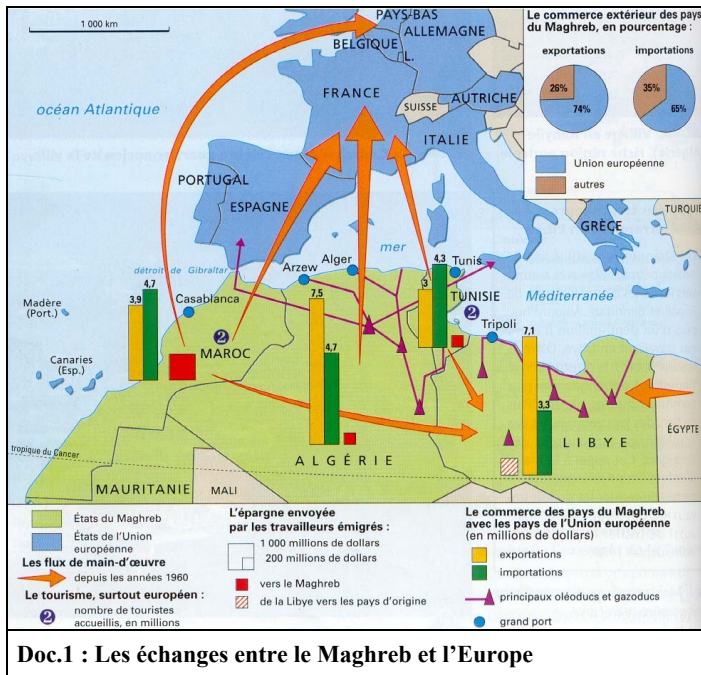 1 000 km
océan Atlantique
PAYS-BAS
ALLEMAGNE
BELGIQUE
L.
FRANCE
SUISSE
AUTRICHE
ITALIE
PORTUGAL
ESPAGNE
GRÈCE
TURQUIE
Le commerce extérieur des pays
du Maghreb, en pourcentage :
exportations
importations
26%
74%
35%
65%
Union européenne
autres
mer
Méditerranée
détroit de Gibraltar
Arzew
Alger
Tunis
TUNISIE
2
Tripoli
Madère
(Port.)
Canaries
(Esp.)
Casablanca
2
MAROC
3,9
4,7
7,5
4,7
3
4,3
7,1
3,3
ALGÉRIE
LIBYE
ÉGYPTE
tropique du Cancer
MAURITANIE
MALI
États du Maghreb
États de l'Union
européenne
Les flux de main-d'œuvre
depuis les années 1960
Le tourisme, surtout européen :
2
nombre de touristes
accueillis, en millions
L'épargne envoyée
par les travailleurs émigrés :
1 000 millions de dollars
200 millions de dollars
vers le Maghreb
de la Libye vers les pays d'origine
Le commerce des pays du Maghreb
avec les pays de l'Union européenne
(en millions de dollars)
exportations
importations
principaux oléoducs et gazoducs
grand port
Doc.1 : Les échanges entre le Maghreb et l'Europe